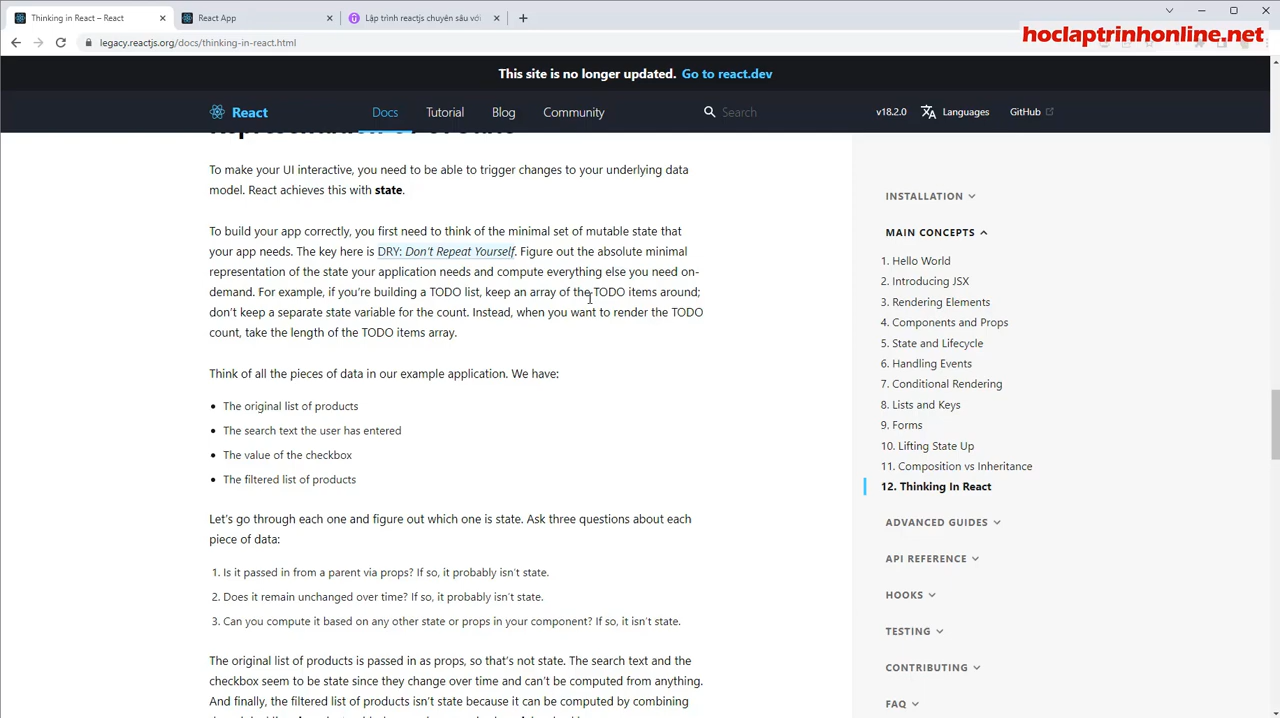 Thinking in React – React
React App
Lập trình reactjs chuyên sâu với
hoclaptrinhonline.net
legacy.reactjs.org/docs/thinking-in-react.html
This site is no longer updated. Go to react.dev
React
Docs
Tutorial
Blog
Community
Search
v18.2.0
Languages
GitHub
To make your UI interactive, you need to be able to trigger changes to your underlying data
model. React achieves this with state.
To build your app correctly, you first need to think of the minimal set of mutable state that
your app needs. The key here is DRY: Don’t Repeat Yourself. Figure out the absolute minimal
representation of the state your application needs and compute everything else you need on-
demand. For example, if you’re building a TODO list, keep an array of the TODO items around;
don’t keep a separate state variable for the count. Instead, when you want to render the TODO
count, take the length of the TODO items array.
Think of all the pieces of data in our example application. We have:
• The original list of products
• The search text the user has entered
• The value of the checkbox
• The filtered list of products
Let’s go through each one and figure out which one is state. Ask three questions about each
piece of data:
1. Is it passed in from a parent via props? If so, it probably isn’t state.
2. Does it remain unchanged over time? If so, it probably isn’t state.
3. Can you compute it based on any other state or props in your component? If so, it isn’t state.
The original list of products is passed in as props, so that’s not state. The search text and the
checkbox seem to be state since they change over time and can’t be computed from anything.
And finally, the filtered list of products isn’t state because it can be computed by combining
INSTALLATION
MAIN CONCEPTS
1. Hello World
2. Introducing JSX
3. Rendering Elements
4. Components and Props
5. State and Lifecycle
6. Handling Events
7. Conditional Rendering
8. Lists and Keys
9. Forms
10. Lifting State Up
11. Composition vs Inheritance
12. Thinking In React
ADVANCED GUIDES
API REFERENCE
HOOKS
TESTING
CONTRIBUTING
FAQ